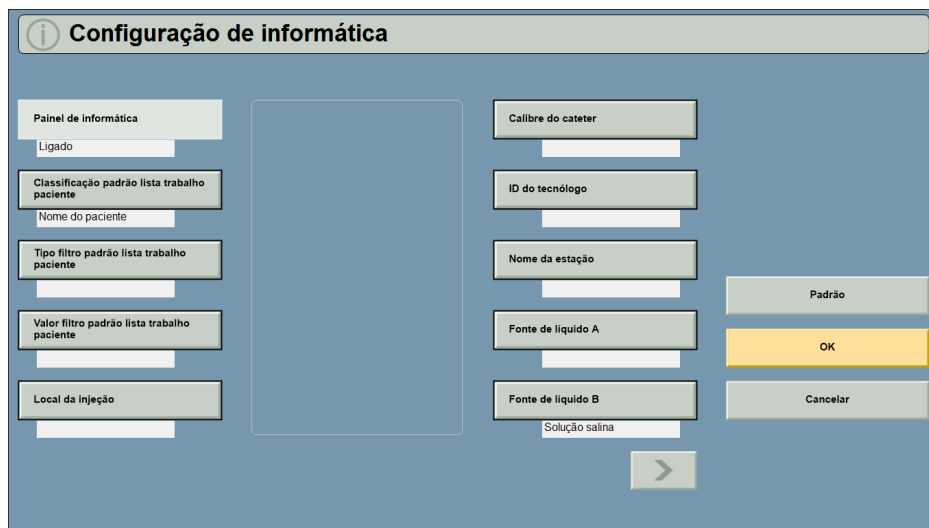 Configuração de informática
Painel de informática
Ligado
Classificação padrão lista trabalho
paciente
Nome do paciente
Tipo filtro padrão lista trabalho
paciente
Valor filtro padrão lista trabalho
paciente
Local da injeção
Calibre do cateter
ID do tecnólogo
Nome da estação
Fonte de líquido A
Fonte de líquido B
Solução salina
Padrão
OK
Cancelar